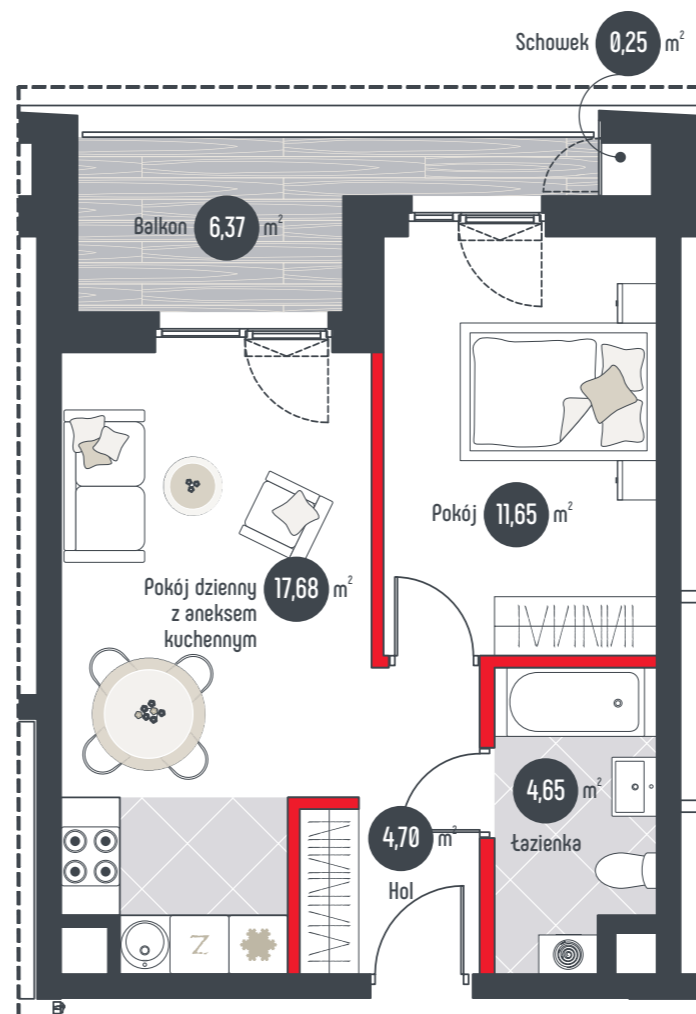 Schowek 0,25 m²
Balkon 6,37 m²
Pokój 11,65 m²
Pokój dzienny 17,68 m²
z aneksem
kuchennym
4,65 m²
Łazienka
4,70 m²
Hol
Z